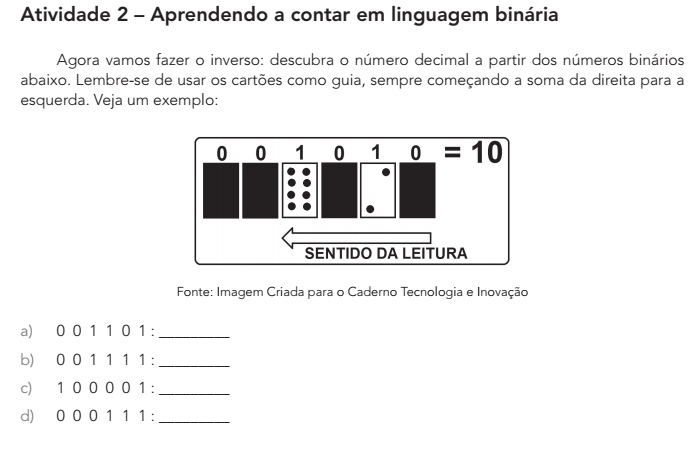 Atividade 2 – Aprendendo a contar em linguagem binária
Agora vamos fazer o inverso: descubra o número decimal a partir dos números binários
abaixo. Lembre-se de usar os cartões como guia, sempre começando a soma da direita para a
esquerda. Veja um exemplo:
0 0 1 0 1 0 = 10
SENTIDO DA LEITURA
Fonte: Imagem Criada para o Caderno Tecnologia e Inovação
a) 0 0 1 1 0 1 : _________
b) 0 0 1 1 1 1 : _________
c) 1 0 0 0 0 1 : _________
d) 0 0 0 1 1 1 : _________